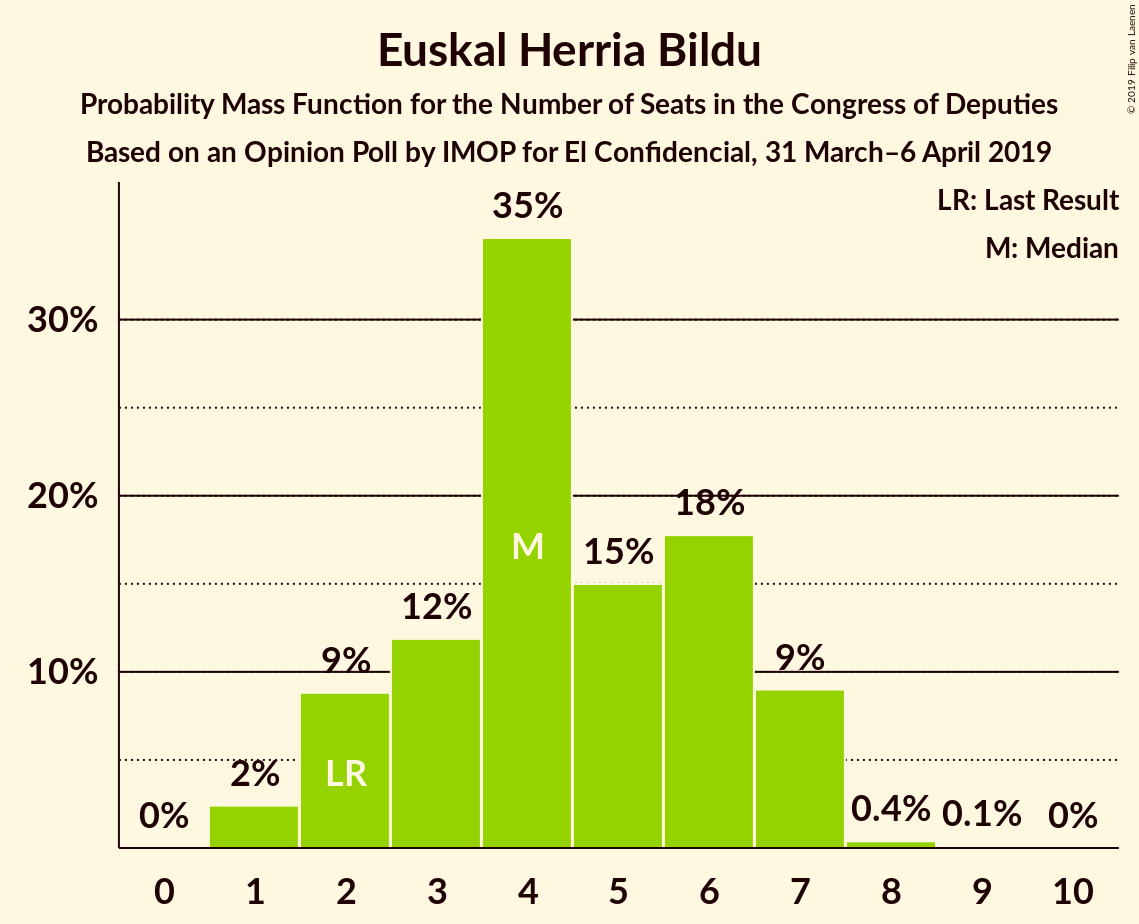 Euskal Herria Bildu
Probability Mass Function for the Number of Seats in the Congress of Deputies
Based on an Opinion Poll by IMOP for El Confidencial, 31 March–6 April 2019
© 2019 Filip van Laenen
LR: Last Result
M: Median
30%
20%
10%
0%
2%
9%
12%
35%
15%
18%
9%
0.4%
0.1%
0%
LR
M
0 1 2 3 4 5 6 7 8 9 10